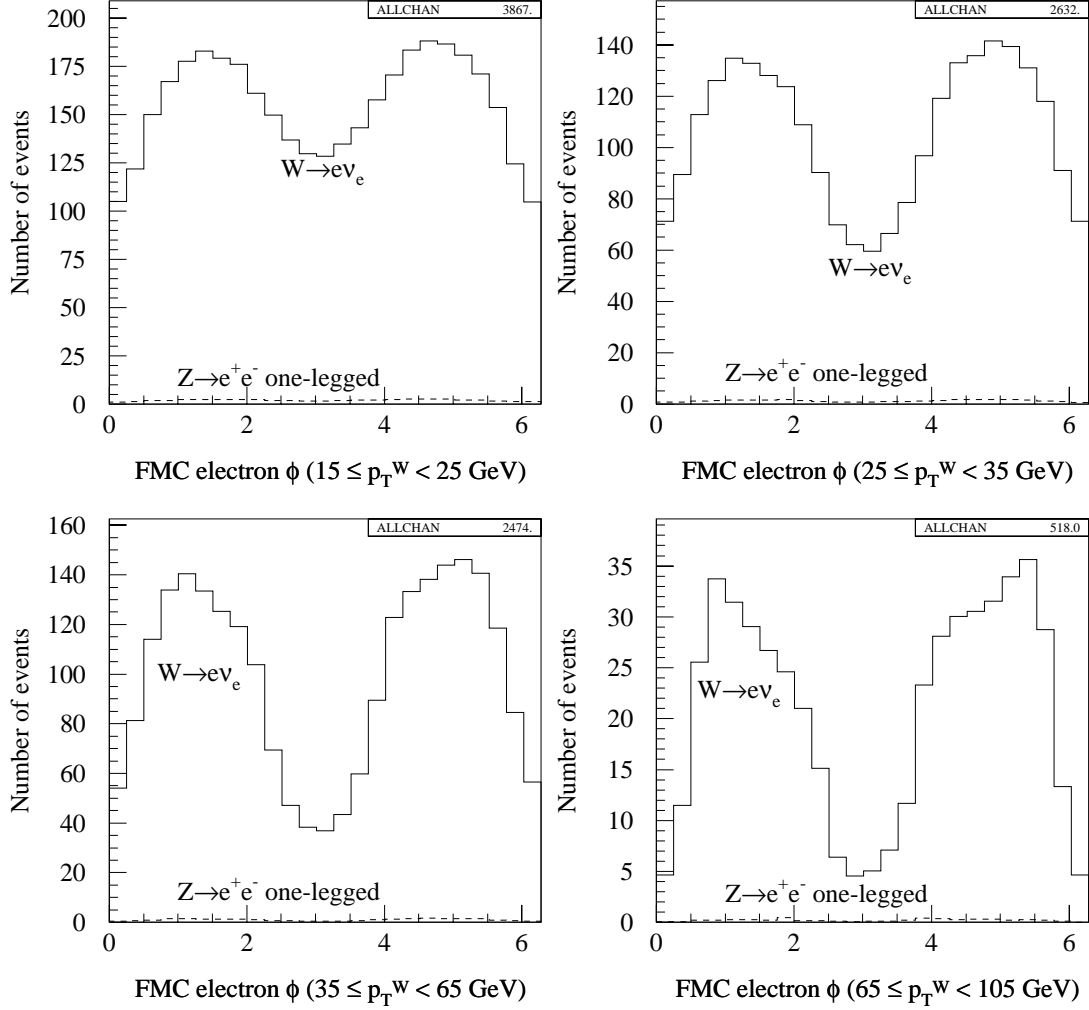 ALLCHAN 3867.
Number of events
200
175
150
125
100
75
50
25
0
W→eνe
Z→e+e- one-legged
0 2 4 6
FMC electron ϕ (15 ≤ pTW < 25 GeV)
ALLCHAN 2632.
Number of events
140
120
100
80
60
40
20
0
W→eνe
Z→e+e- one-legged
0 2 4 6
FMC electron ϕ (25 ≤ pTW < 35 GeV)
ALLCHAN 2474.
Number of events
160
140
120
100
80
60
40
20
0
W→eνe
Z→e+e- one-legged
0 2 4 6
FMC electron ϕ (35 ≤ pTW < 65 GeV)
ALLCHAN 518.0
Number of events
35
30
25
20
15
10
5
0
W→eνe
Z→e+e- one-legged
0 2 4 6
FMC electron ϕ (65 ≤ pTW < 105 GeV)